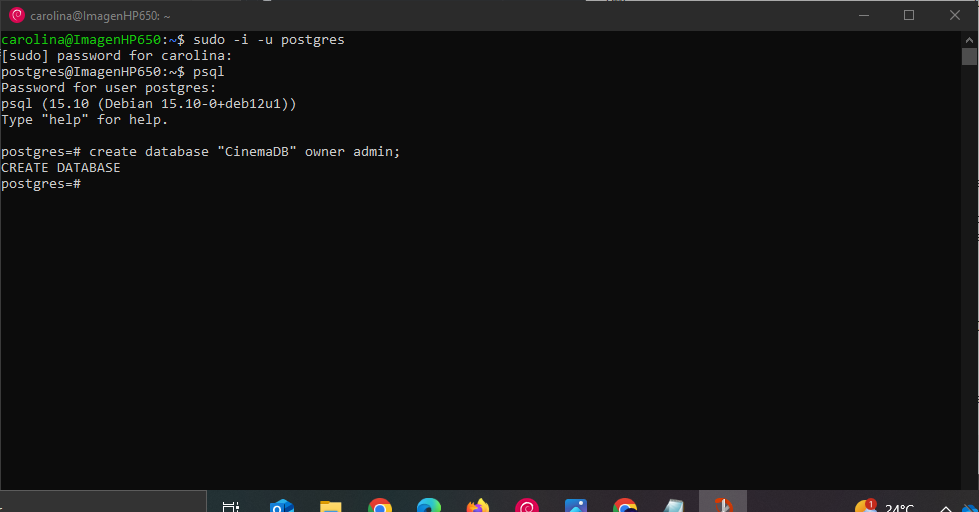 carolina@ImagenHP650: ~
carolina@ImagenHP650:~$ sudo -i -u postgres
[sudo] password for carolina:
postgres@ImagenHP650:~$ psql
Password for user postgres:
psql (15.10 (Debian 15.10-0+deb12u1))
Type "help" for help.
postgres=# create database "CinemaDB" owner admin;
CREATE DATABASE
postgres=#
1
24°C